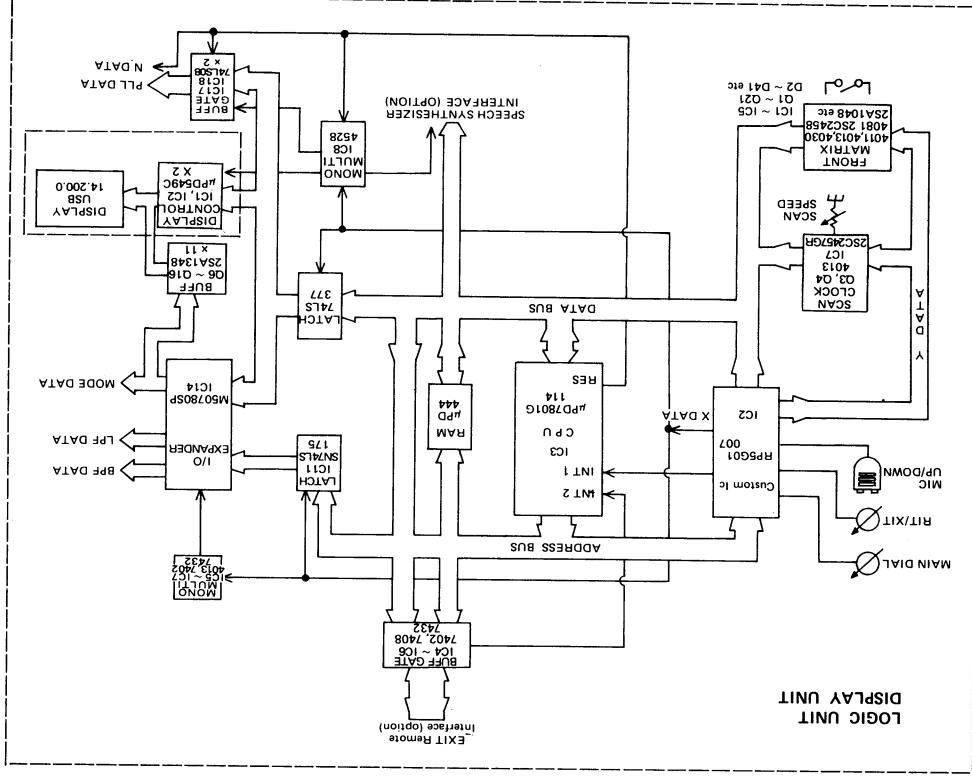 LOGIC UNIT
DISPLAY UNIT
EXIT Remote
Interface (option)
BUFF GATE
IC4 ~ IC6
7402, 7408
7432
MAIN DIAL
RIT/XIT
MIC
UP/DOWN
ADDRESS BUS
MONO
MULTI
IC5 ~ IC7
4013, 7402
7432
Custom Ic
RP5G01
007
IC2
INT 2
INT 1
IC3
CPU
µPD7801G
114
RES
RAM
µPD
444
LATCH
IC11
SN74LS
175
I/O
EXPANDER
IC14
M50780SP
BPF DATA
LPF DATA
MODE DATA
X DATA
Y DATA
DATA BUS
LATCH
74LS
377
SCAN
CLOCK
Q3, Q4
4013
IC7
2SC2457GR
SCAN
SPEED
BUFF
Q6 ~ Q16
2SA1348
× 11
DISPLAY
CONTROL
IC1, IC2
µPD549C
× 2
DISPLAY
USB
14.200.0
FRONT
MATRIX
4011,4013,4030
4081 2SC2458
2SA1048 etc
IC1 ~ IC5
Q1 ~ Q21
D2 ~ D41 etc
MONO
MULTI
IC8
4528
SPEECH SYNTHESIZER
INTERFACE (OPTION)
BUFF
GATE
IC17
IC18
74LS08
× 2
PLL DATA
N. DATA